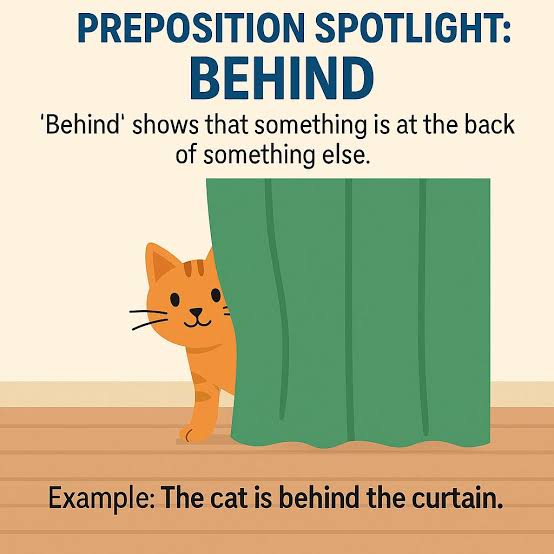 PREPOSITION SPOTLIGHT:
BEHIND
'Behind' shows that something is at the back
of something else.
Example: The cat is behind the curtain.